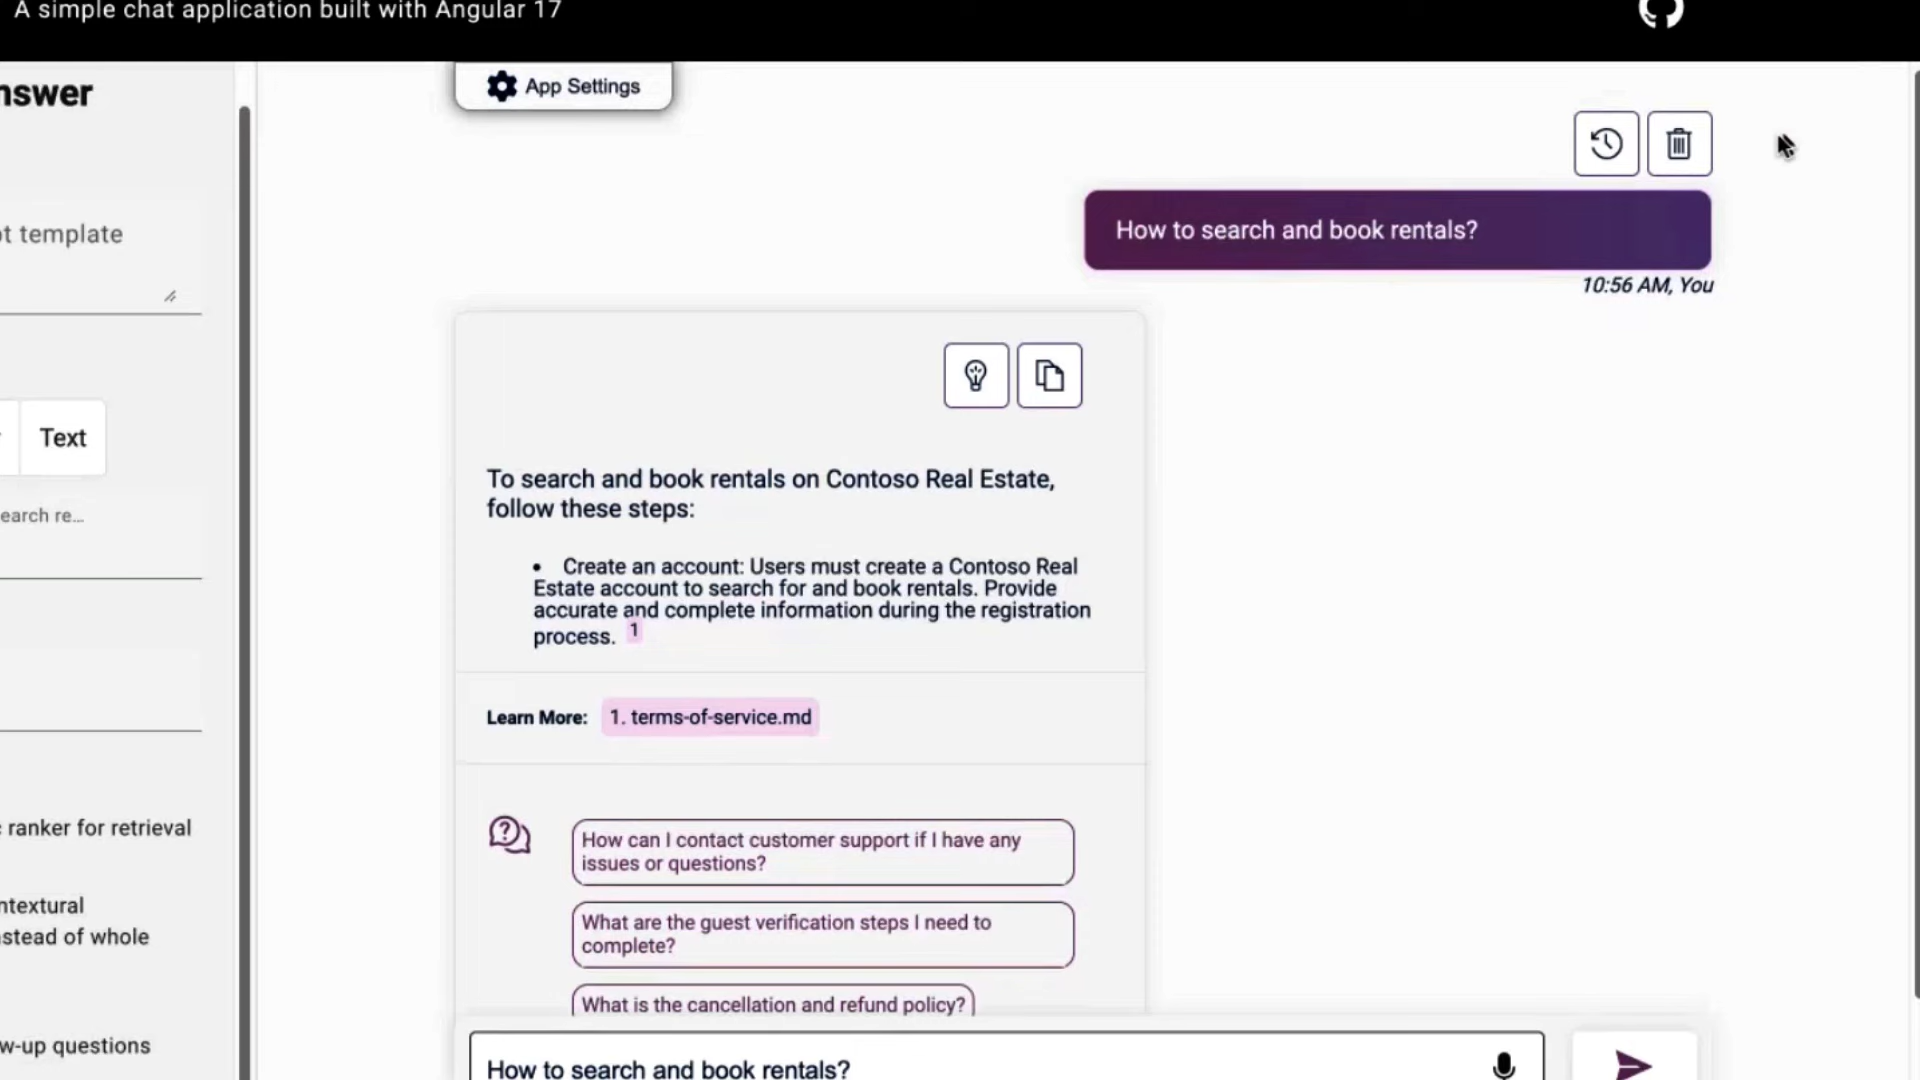 A simple chat application built with Angular 17
App Settings
How to search and book rentals?
10:56 AM, You
To search and book rentals on Contoso Real Estate,
follow these steps:
• Create an account: Users must create a Contoso Real
Estate account to search for and book rentals. Provide
accurate and complete information during the registration
process. 1
Learn More: 1. terms-of-service.md
How can I contact customer support if I have any
issues or questions?
What are the guest verification steps I need to
complete?
What is the cancellation and refund policy?
How to search and book rentals?
nswer
t template
Text
earch re...
ranker for retrieval
ntextural
stead of whole
w-up questions